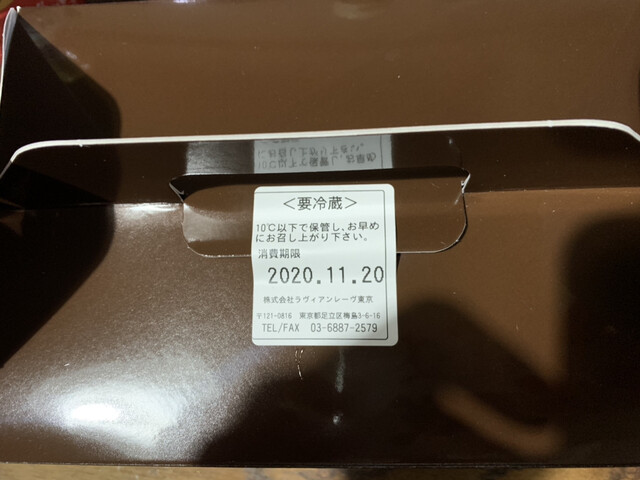 <要冷蔵>
10℃以下で保管し、お早め
にお召し上がり下さい。
消費期限
2020.11.20
株式会社ラヴィアンレーヴ東京
〒121-0816 東京都足立区梅島3-6-16
TEL/FAX 03-6887-2579